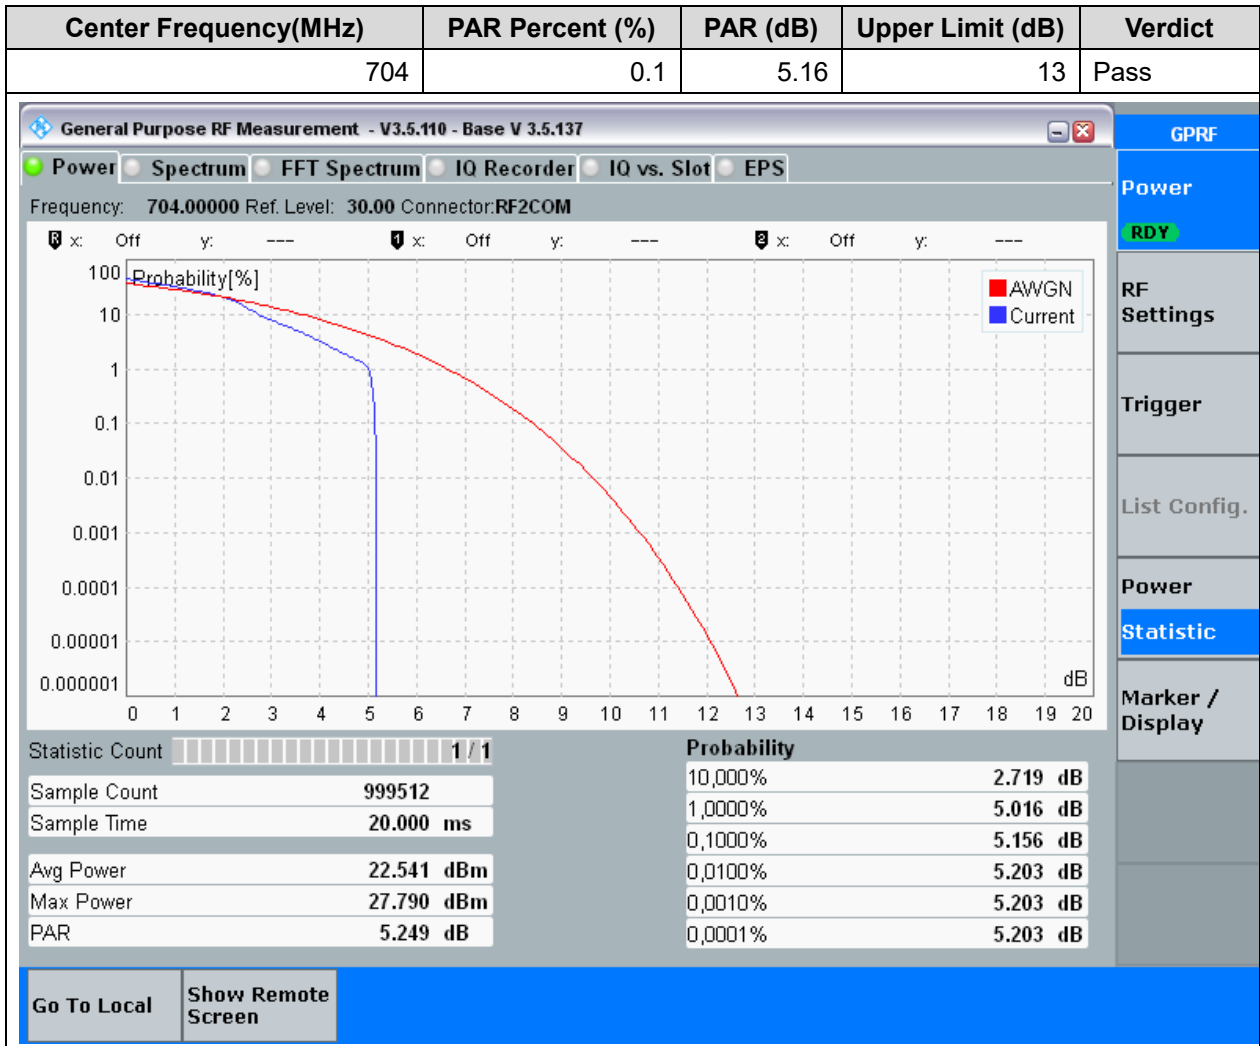 Center Frequency(MHz) PAR Percent (%) PAR (dB) Upper Limit (dB) Verdict
704 0.1 5.16 13 Pass
General Purpose RF Measurement - V3.5.110 - Base V 3.5.137
GPRF
Power Spectrum FFT Spectrum IQ Recorder IQ vs. Slot EPS
Power
RDY
Frequency: 704.00000 Ref. Level: 30.00 Connector:RF2COM
R x: Off y: --- 1 x: Off y: --- 2 x: Off y: ---
Probability[%]
AWGN
Current
100
10
1
0.1
0.01
0.001
0.0001
0.00001
0.000001
dB
0 1 2 3 4 5 6 7 8 9 10 11 12 13 14 15 16 17 18 19 20
RF
Settings
Trigger
List Config.
Power
Statistic
Marker /
Display
Statistic Count 1 / 1
Sample Count 999512
Sample Time 20.000 ms
Avg Power 22.541 dBm
Max Power 27.790 dBm
PAR 5.249 dB
Probability
10,000% 2.719 dB
1,0000% 5.016 dB
0,1000% 5.156 dB
0,0100% 5.203 dB
0,0010% 5.203 dB
0,0001% 5.203 dB
Go To Local
Show Remote
Screen